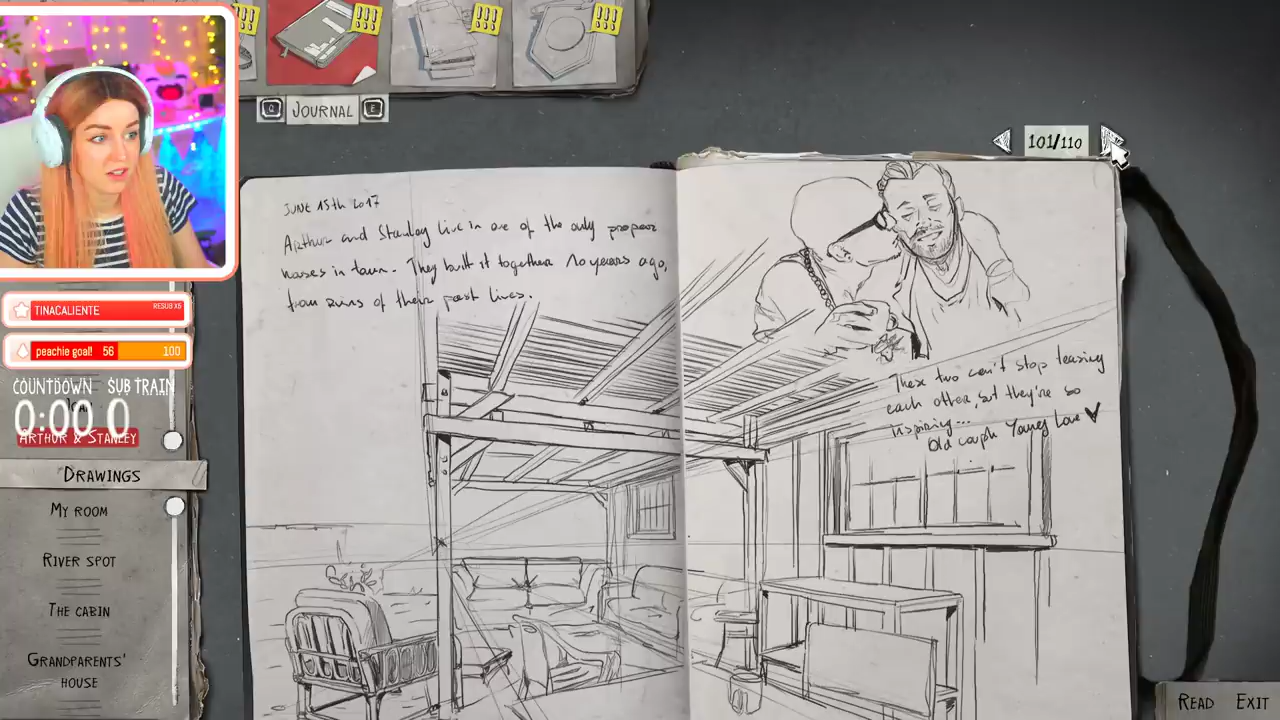 !!!
!!!
!!!
!!!
Q JOURNAL E
101/110
TINACALIENTE
RESUB X5
peachie goal! 56 100
COUNTDOWN SUB TRAIN
0:00 0
ARTHUR & STANLEY
DRAWINGS
MY ROOM
RIVER SPOT
THE CABIN
GRANDPARENTS'
HOUSE
JUNE 15th 2017
Arthur and Stanley live in one of the only proper
houses in town. They built it together 10 years ago,
from ruins of their past lives.
These two can't stop teasing
each other, but they're so
inspiring...
Old couple Young Love
READ EXIT